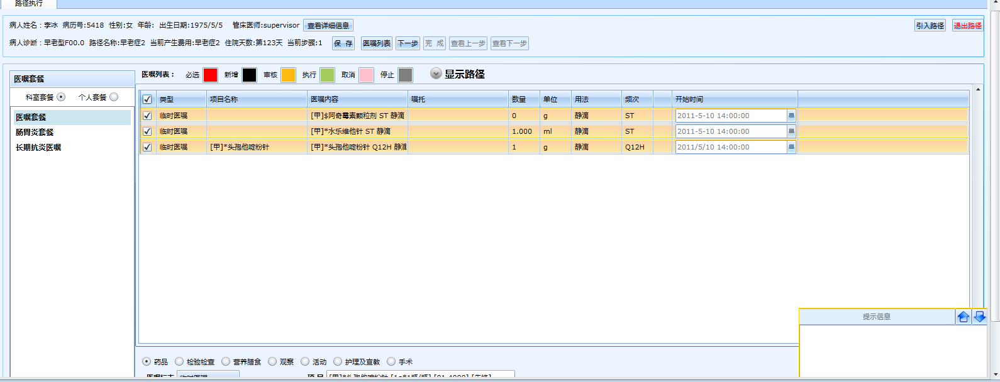 路径执行
病人姓名：李冰 病历号:5418 性别:女 年龄: 出生日期:1975/5/5 管床医师:supervisor 查看详细信息 引入路径 退出路径
病人诊断：早老型F00.0 路径名称:早老症2 当前产生费用:早老症2 住院天数:第123天 当前步骤:1 保 存 医嘱列表 下一步 完 成 查看上一步 查看下一步
医嘱套餐
科室套餐 个人套餐
医嘱套餐
肠胃炎套餐
长期抗炎医嘱
医嘱列表： 必选 新增 审核 执行 取消 停止 显示路径
类型 项目名称 医嘱内容 嘱托 数量 单位 用法 频次 开始时间
临时医嘱 [甲]$阿奇霉素颗粒剂 ST 静滴 0 g 静滴 ST 2011-5-10 14:00:00
临时医嘱 [甲]*水乐维他针 ST 静滴 1.000 ml 静滴 ST 2011-5-10 14:00:00
临时医嘱 [甲]*头孢他啶粉针 [甲]*头孢他啶粉针 Q12H 静滴 1 g 静滴 Q12H 2011/5/10 14:00:00
提示信息
药品 检验检查 营养膳食 观察 活动 护理及宣教 手术